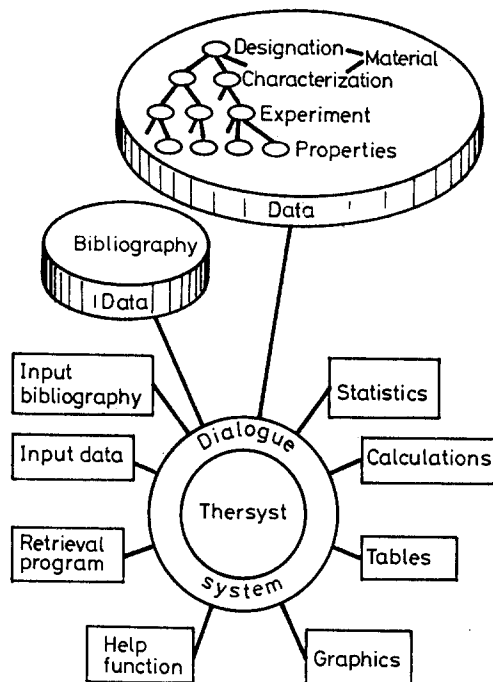 Designation
Material
Characterization
Experiment
Properties
Data
Bibliography
Data
Input
bibliography
Statistics
Dialogue
Input data
Calculations
Thersyst
Retrieval
program
Tables
system
Help
function
Graphics